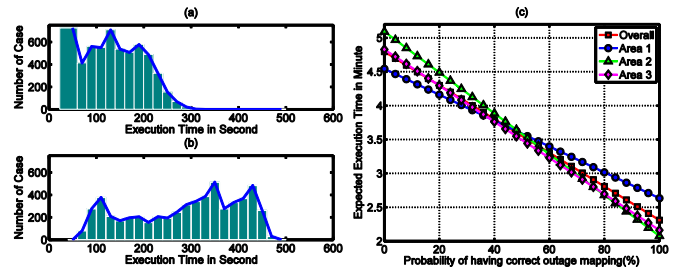 (a)
Number of Case
600
400
200
0
0 100 200 300 400 500 600
Execution Time in Second
(b)
Number of Case
600
400
200
0
0 100 200 300 400 500 600
Execution Time in Second
(c)
Expected Execution Time in Minute
5
4.5
4
3.5
3
2.5
2
0 20 40 60 80 100
Probability of having correct outage mapping(%)
Overall
Area 1
Area 2
Area 3